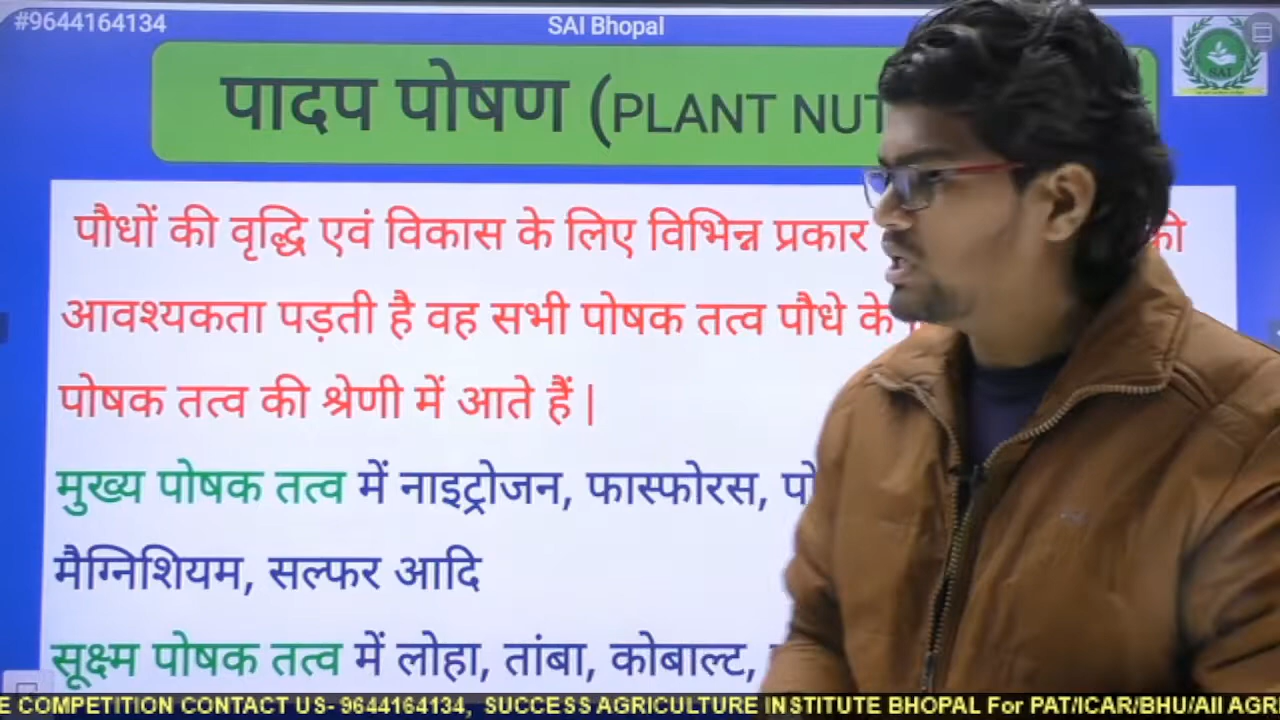 #9644164134
SAI Bhopal
SAI
पादप पोषण (PLANT NUT
पौधों की वृद्धि एवं विकास के लिए विभिन्न प्रकार की
आवश्यकता पड़ती है वह सभी पोषक तत्व पौधे के
पोषक तत्व की श्रेणी में आते हैं |
मुख्य पोषक तत्व में नाइट्रोजन, फास्फोरस, पो
मैग्निशियम, सल्फर आदि
सूक्ष्म पोषक तत्व में लोहा, तांबा, कोबाल्ट,
E COMPETITION CONTACT US- 9644164134, SUCCESS AGRICULTURE INSTITUTE BHOPAL For PAT/ICAR/BHU/All AGRI